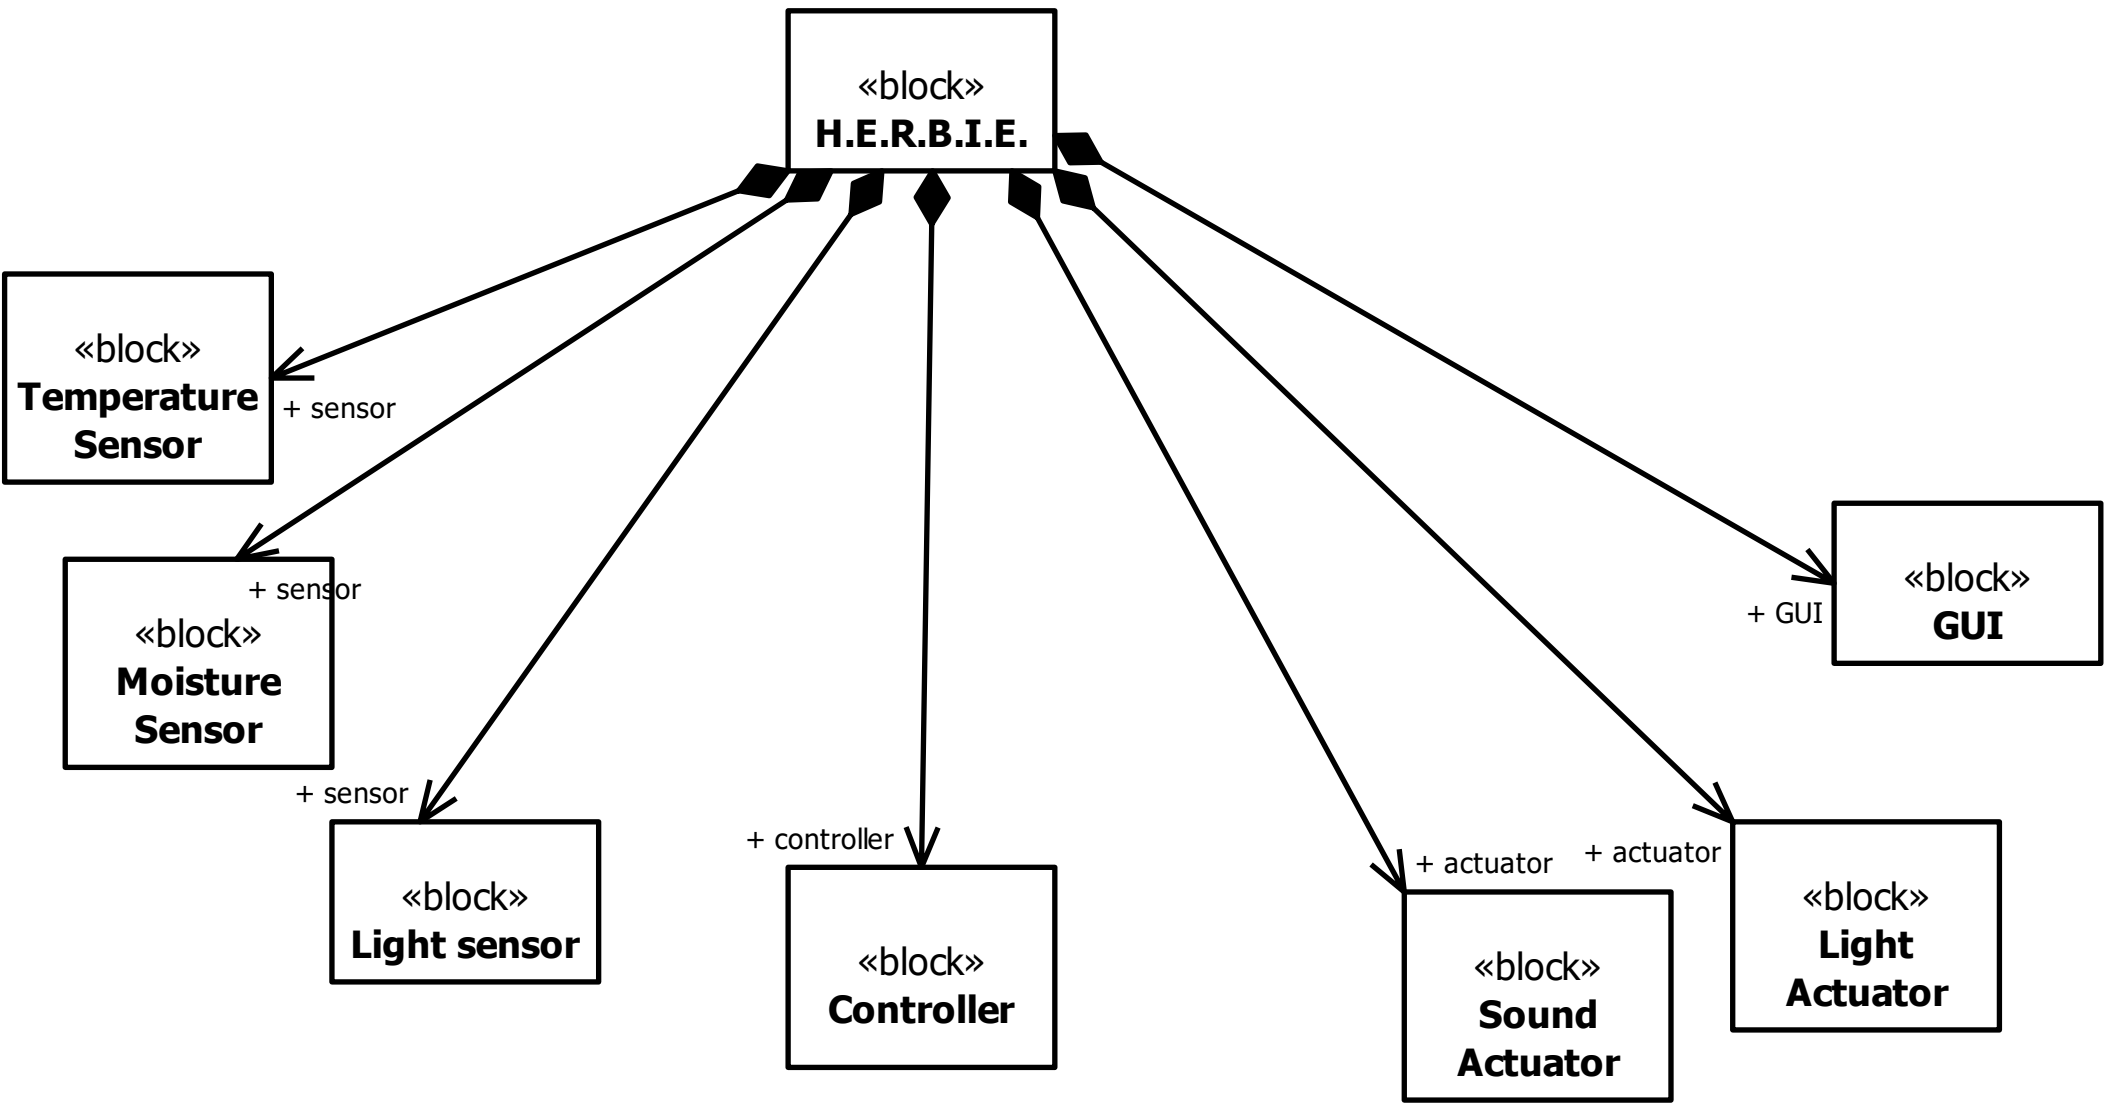 «block»
H.E.R.B.I.E.
«block»
Temperature
Sensor
+ sensor
+ sensor
«block»
Moisture
Sensor
+ sensor
«block»
Light sensor
+ controller
«block»
Controller
+ actuator
«block»
Sound
Actuator
+ actuator
«block»
Light
Actuator
+ GUI
«block»
GUI